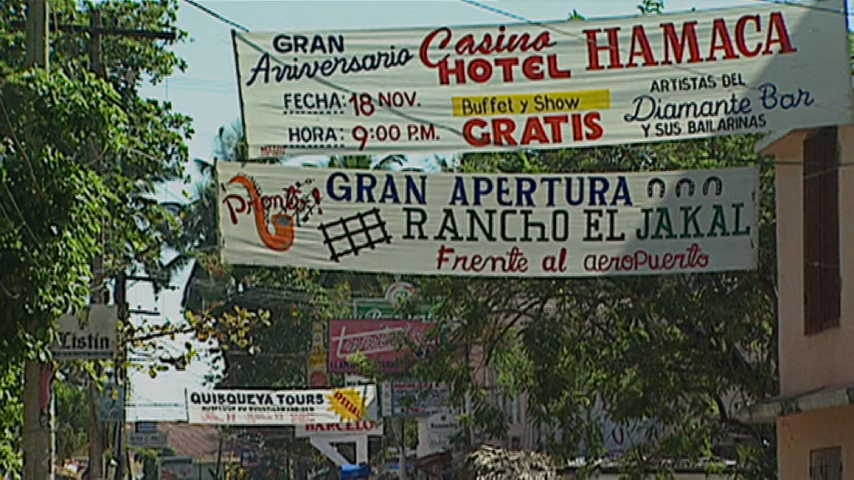 GRAN
Aniversario
Casino
HOTEL HAMACA
FECHA: 18 NOV.
HORA: 9:00 P.M.
Buffet y Show
GRATIS
ARTISTAS DEL
Diamante Bar
Y SUS BAILARINAS
Pronto!
GRAN APERTURA
RANCHO EL JAKAL
Frente al aeroPuerto
Listín
QUISQUEYA TOURS
BARCELO